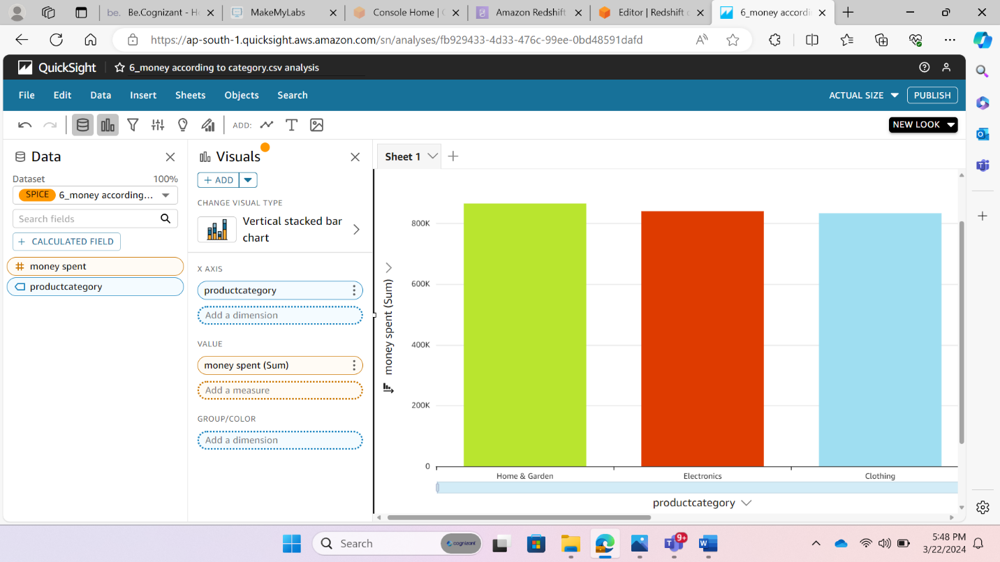 be. Be.Cognizant - H
MakeMyLabs
Console Home |
Amazon Redshift
Editor | Redshift
6_money accordi
https://ap-south-1.quicksight.aws.amazon.com/sn/analyses/fb929433-4d33-476c-99ee-0bd48591dafd
QuickSight
6_money according to category.csv analysis
File Edit Data Insert Sheets Objects Search
ACTUAL SIZE
PUBLISH
ADD:
NEW LOOK
Data
Dataset 100%
SPICE 6_money according...
Search fields
+ CALCULATED FIELD
# money spent
productcategory
Visuals
+ ADD
CHANGE VISUAL TYPE
Vertical stacked bar
chart
X AXIS
productcategory
Add a dimension
VALUE
money spent (Sum)
Add a measure
GROUP/COLOR
Add a dimension
Sheet 1
money spent (Sum)
800K
600K
400K
200K
0
Home & Garden Electronics Clothing
productcategory
Search
cognizant
9+
5:48 PM
3/22/2024